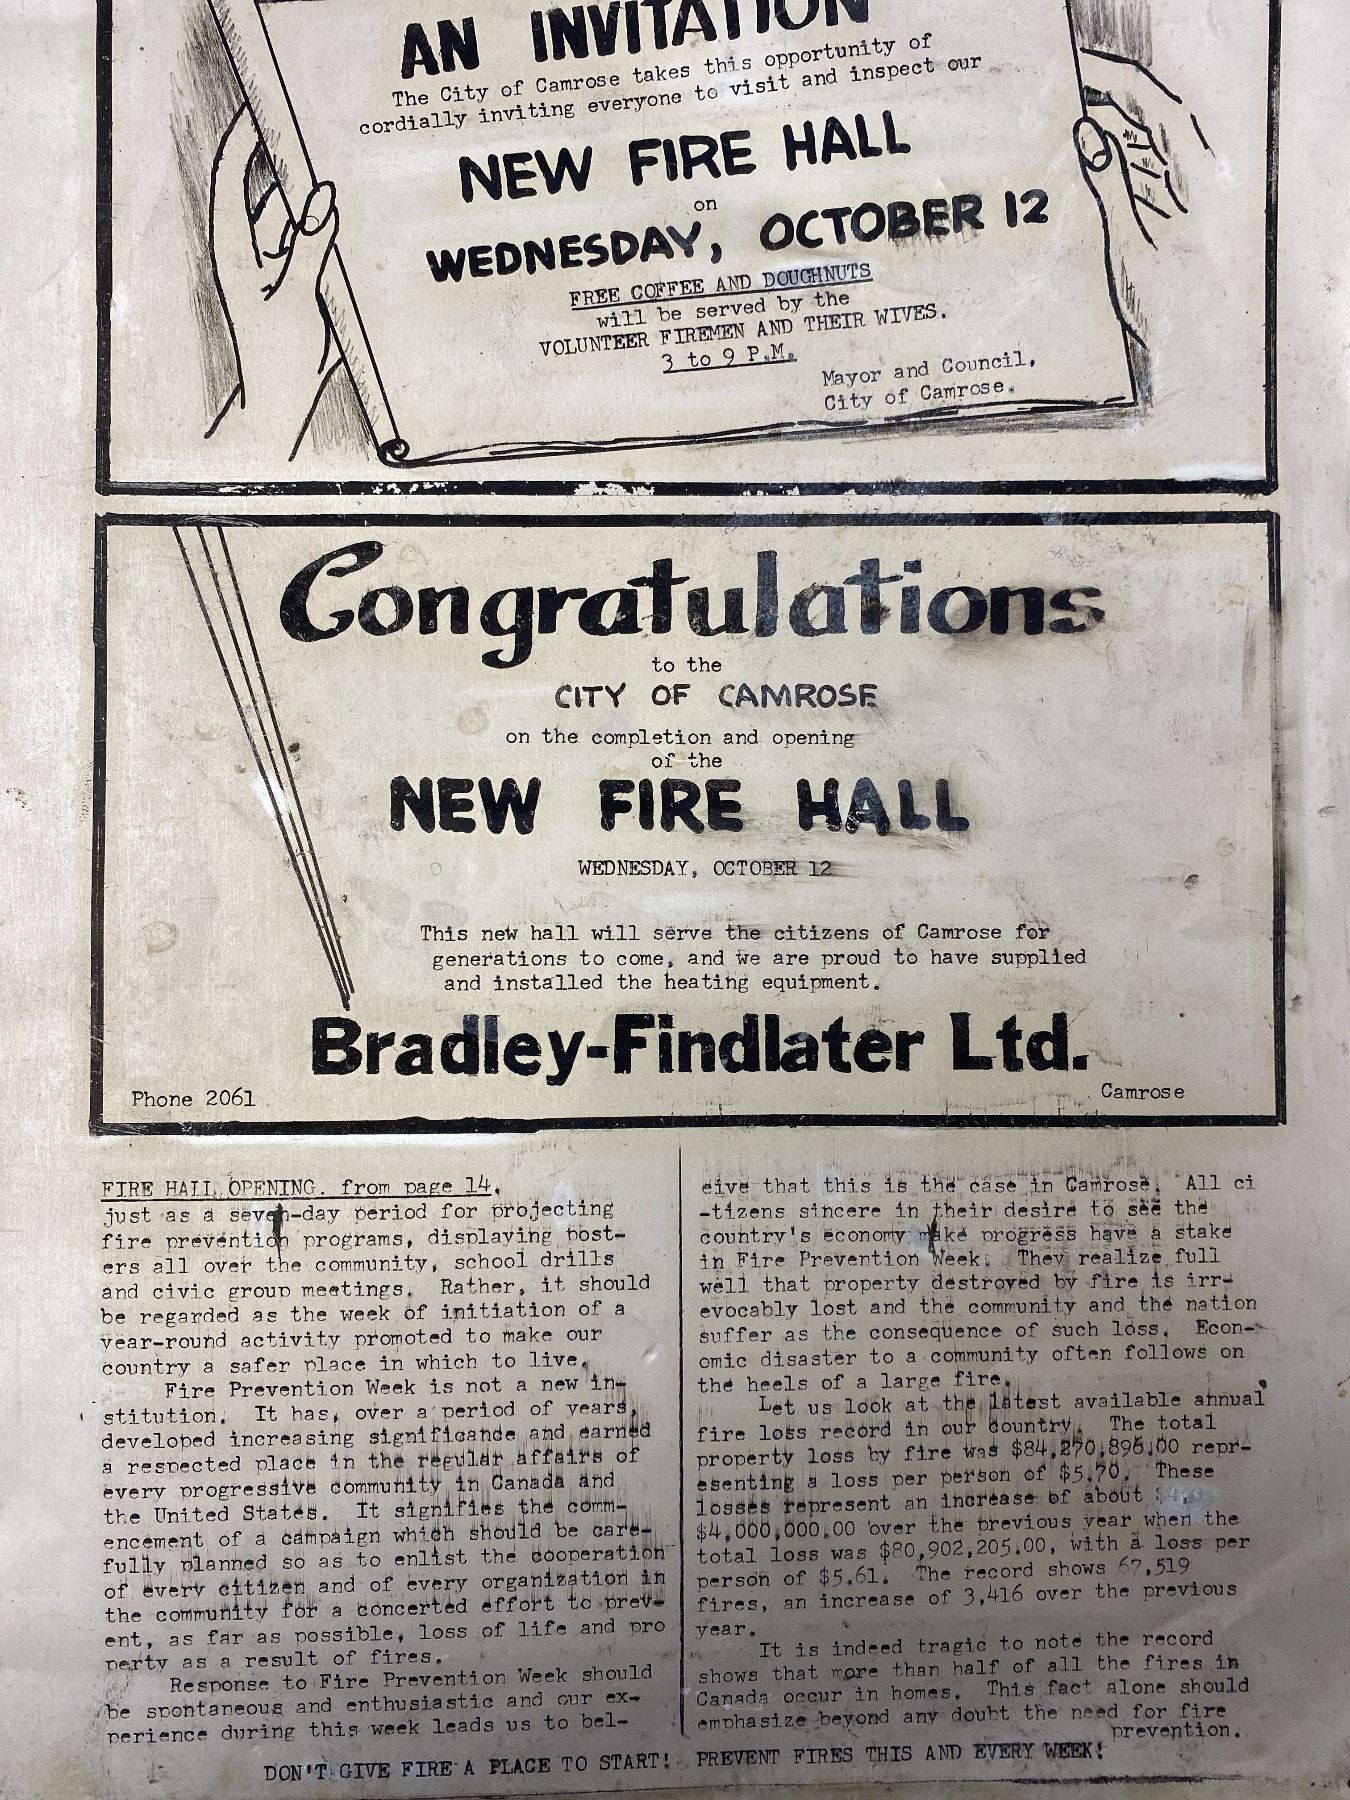 AN INVITATION
The City of Camrose takes this opportunity of
cordially inviting everyone to visit and inspect our
NEW FIRE HALL
on
WEDNESDAY, OCTOBER 12
FREE COFFEE AND DOUGHNUTS
will be served by the
VOLUNTEER FIREMEN AND THEIR WIVES.
3 to 9 P.M.
Mayor and Council,
City of Camrose.
Congratulations
to the
CITY OF CAMROSE
on the completion and opening
of the
NEW FIRE HALL
WEDNESDAY, OCTOBER 12
This new hall will serve the citizens of Camrose for
generations to come, and we are proud to have supplied
and installed the heating equipment.
Bradley-Findlater Ltd.
Phone 2061
Camrose
FIRE HALL OPENING. from page 14.
just as a seven-day period for projecting
fire prevention programs, displaying post-
ers all over the community, school drills
and civic group meetings. Rather, it should
be regarded as the week of initiation of a
year-round activity promoted to make our
country a safer place in which to live.
Fire Prevention Week is not a new in-
stitution. It has, over a period of years,
developed increasing significande and earned
a respected place in the regular affairs of
every progressive community in Canada and
the United States. It signifies the comm-
encement of a campaign which should be care-
fully planned so as to enlist the cooperation
of every citizen and of every organization in
the community for a concerted effort to prev-
ent, as far as possible, loss of life and pro
perty as a result of fires.
Response to Fire Prevention Week should
be spontaneous and enthusiastic and our ex-
perience during this week leads us to bel-
eive that this is the case in Camrose. All ci
-tizens sincere in their desire to see the
country's economy make progress have a stake
in Fire Prevention Week. They realize full
well that property destroyed by fire is irr-
evocably lost and the community and the nation
suffer as the consequence of such loss. Econ-
omic disaster to a community often follows on
the heels of a large fire.
Let us look at the latest available annual
fire loss record in our country. The total
property loss by fire was $84,270,896.00 repr-
esenting a loss per person of $5.70. These
losses represent an increase of about
$4,000,000.00 over the previous year when the
total loss was $80,902,205.00, with a loss per
person of $5.61. The record shows 67,519
fires, an increase of 3,416 over the previous
year.
It is indeed tragic to note the record
shows that more than half of all the fires in
Canada occur in homes. This fact alone should
emphasize beyond any doubt the need for fire
prevention.
DON'T GIVE FIRE A PLACE TO START! PREVENT FIRES THIS AND EVERY WEEK!